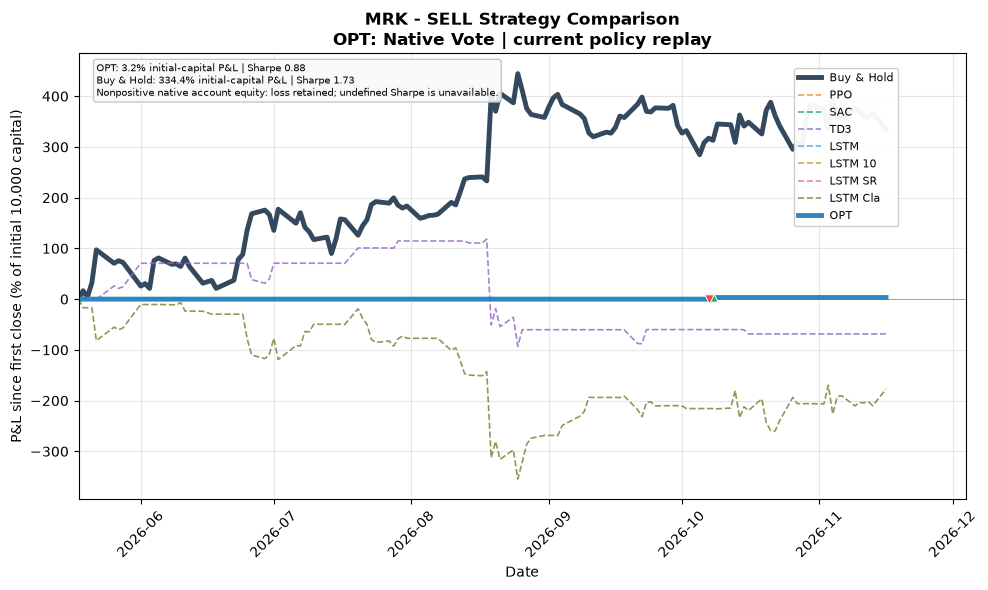 MRK - SELL Strategy Comparison
OPT: Native Vote | current policy replay
OPT: 3.2% initial-capital P&L | Sharpe 0.88
Buy & Hold: 334.4% initial-capital P&L | Sharpe 1.73
Nonpositive native account equity: loss retained; undefined Sharpe is unavailable.
Buy & Hold
PPO
SAC
TD3
LSTM
LSTM 10
LSTM SR
LSTM Cla
OPT
P&L since first close (% of initial 10,000 capital)
400
300
200
100
0
−100
−200
−300
2026-06
2026-07
2026-08
2026-09
2026-10
2026-11
2026-12
Date